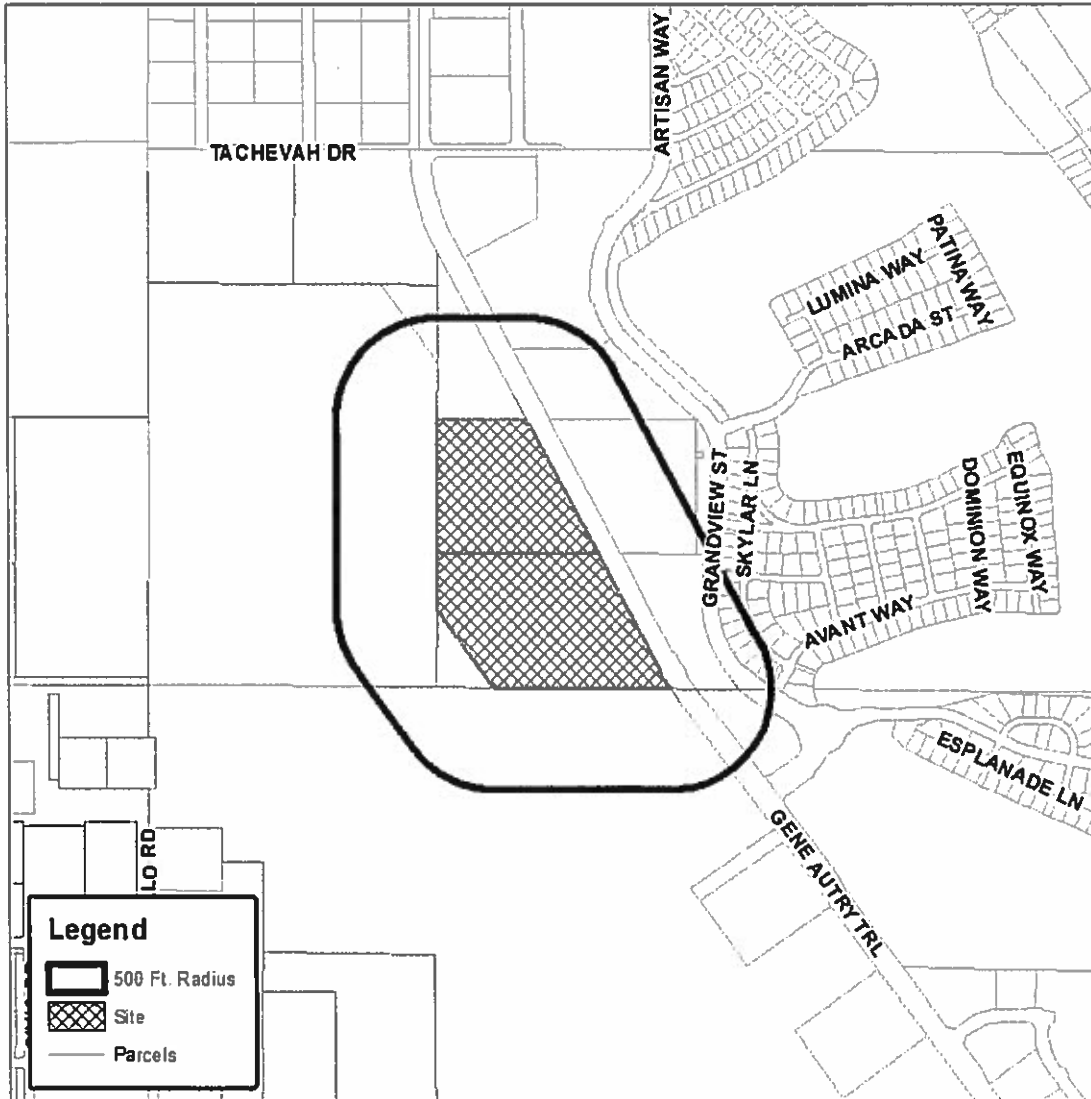 ARTISAN WAY
TACHEVAH DR
PATINA WAY
LUMINA WAY
ARCADA ST
GRANDVIEW ST
SKYLAR LN
DOMINION WAY
EQUINOX WAY
AVANT WAY
ESPLANADE LN
GENE AUTRY TRL
LO RD
Legend
500 Ft. Radius
Site
Parcels